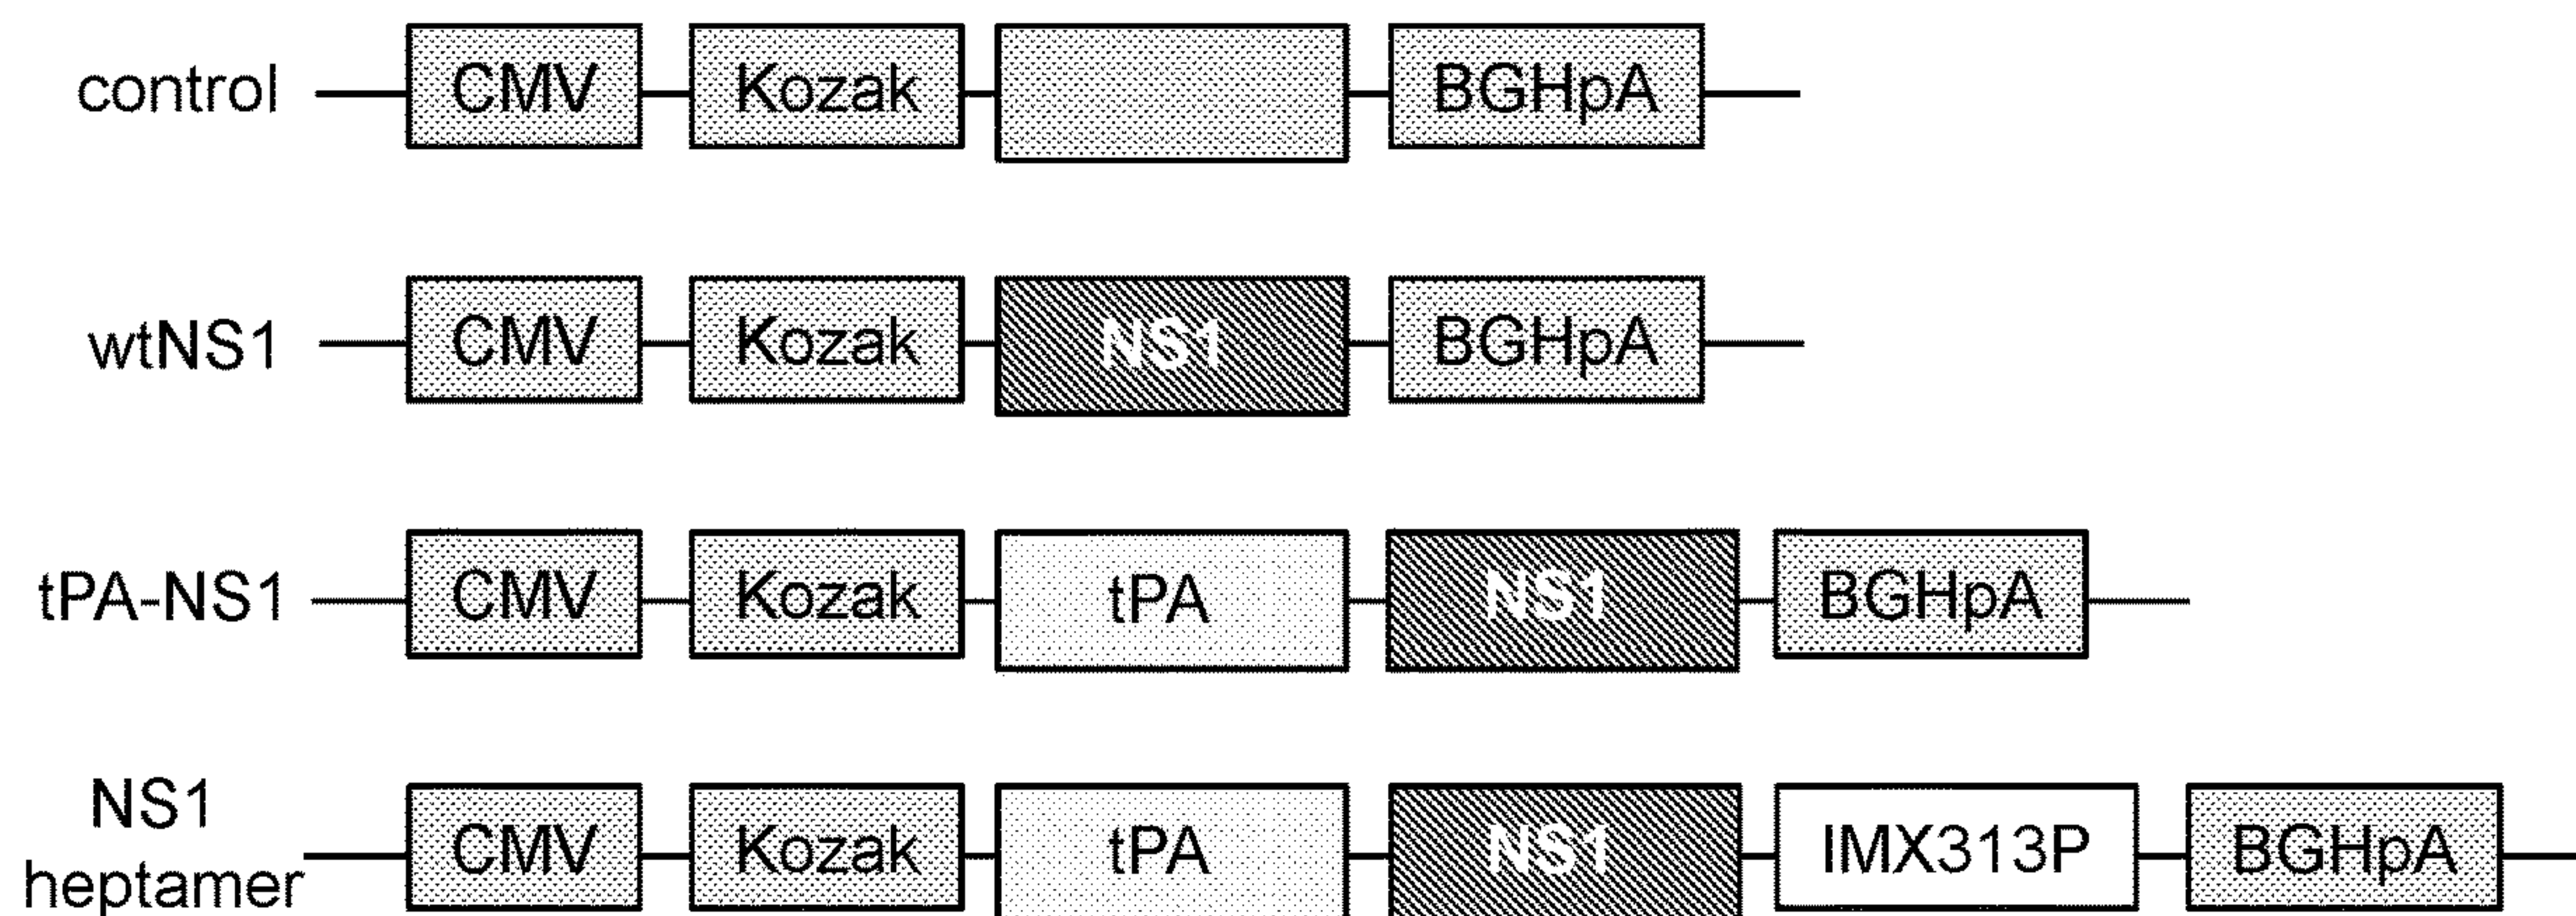 control CMV Kozak BGHpA
wtNS1 CMV Kozak NS1 BGHpA
tPA-NS1 CMV Kozak tPA NS1 BGHpA
NS1
heptamer CMV Kozak tPA NS1 IMX313P BGHpA